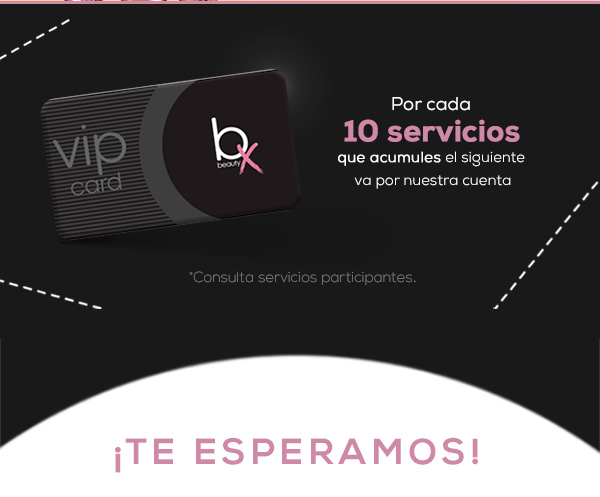 vip
card
bx
beauty
Por cada
10 servicios
que acumules el siguiente
va por nuestra cuenta
*Consulta servicios participantes.
¡TE ESPERAMOS!